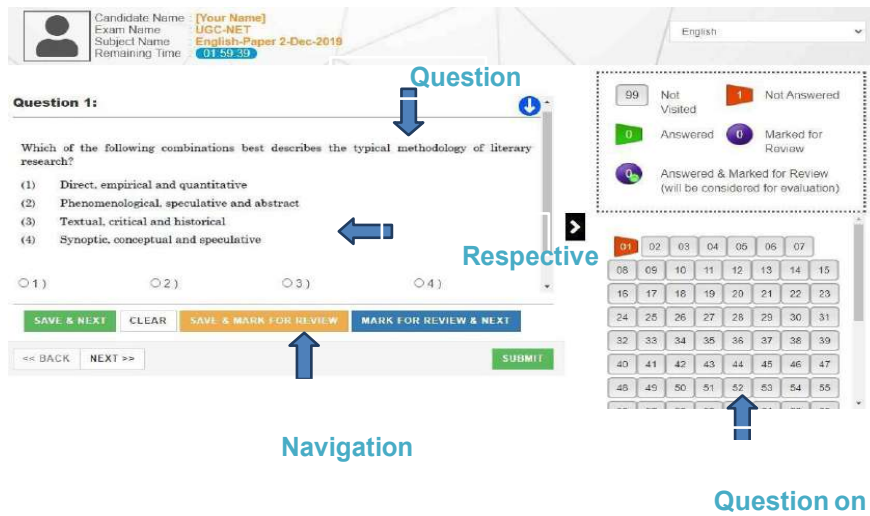 Candidate Name : [Your Name]
Exam Name : UGC-NET
Subject Name : English-Paper 2-Dec-2019
Remaining Time : 01:59:39
English
Question
Question 1:
Which of the following combinations best describes the typical methodology of literary
research?
(1) Direct, empirical and quantitative
(2) Phenomenological, speculative and abstract
(3) Textual, critical and historical
(4) Synoptic, conceptual and speculative
Respective
1 )
2 )
3 )
4 )
SAVE & NEXT
CLEAR
SAVE & MARK FOR REVIEW
MARK FOR REVIEW & NEXT
<< BACK
NEXT >>
SUBMIT
Navigation
99 Not
Visited
1 Not Answered
0 Answered
0 Marked for
Review
0 Answered & Marked for Review
(will be considered for evaluation)
01 02 03 04 05 06 07
08 09 10 11 12 13 14 15
16 17 18 19 20 21 22 23
24 25 26 27 28 29 30 31
32 33 34 35 36 37 38 39
40 41 42 43 44 45 46 47
48 49 50 51 52 53 54 55
Question on